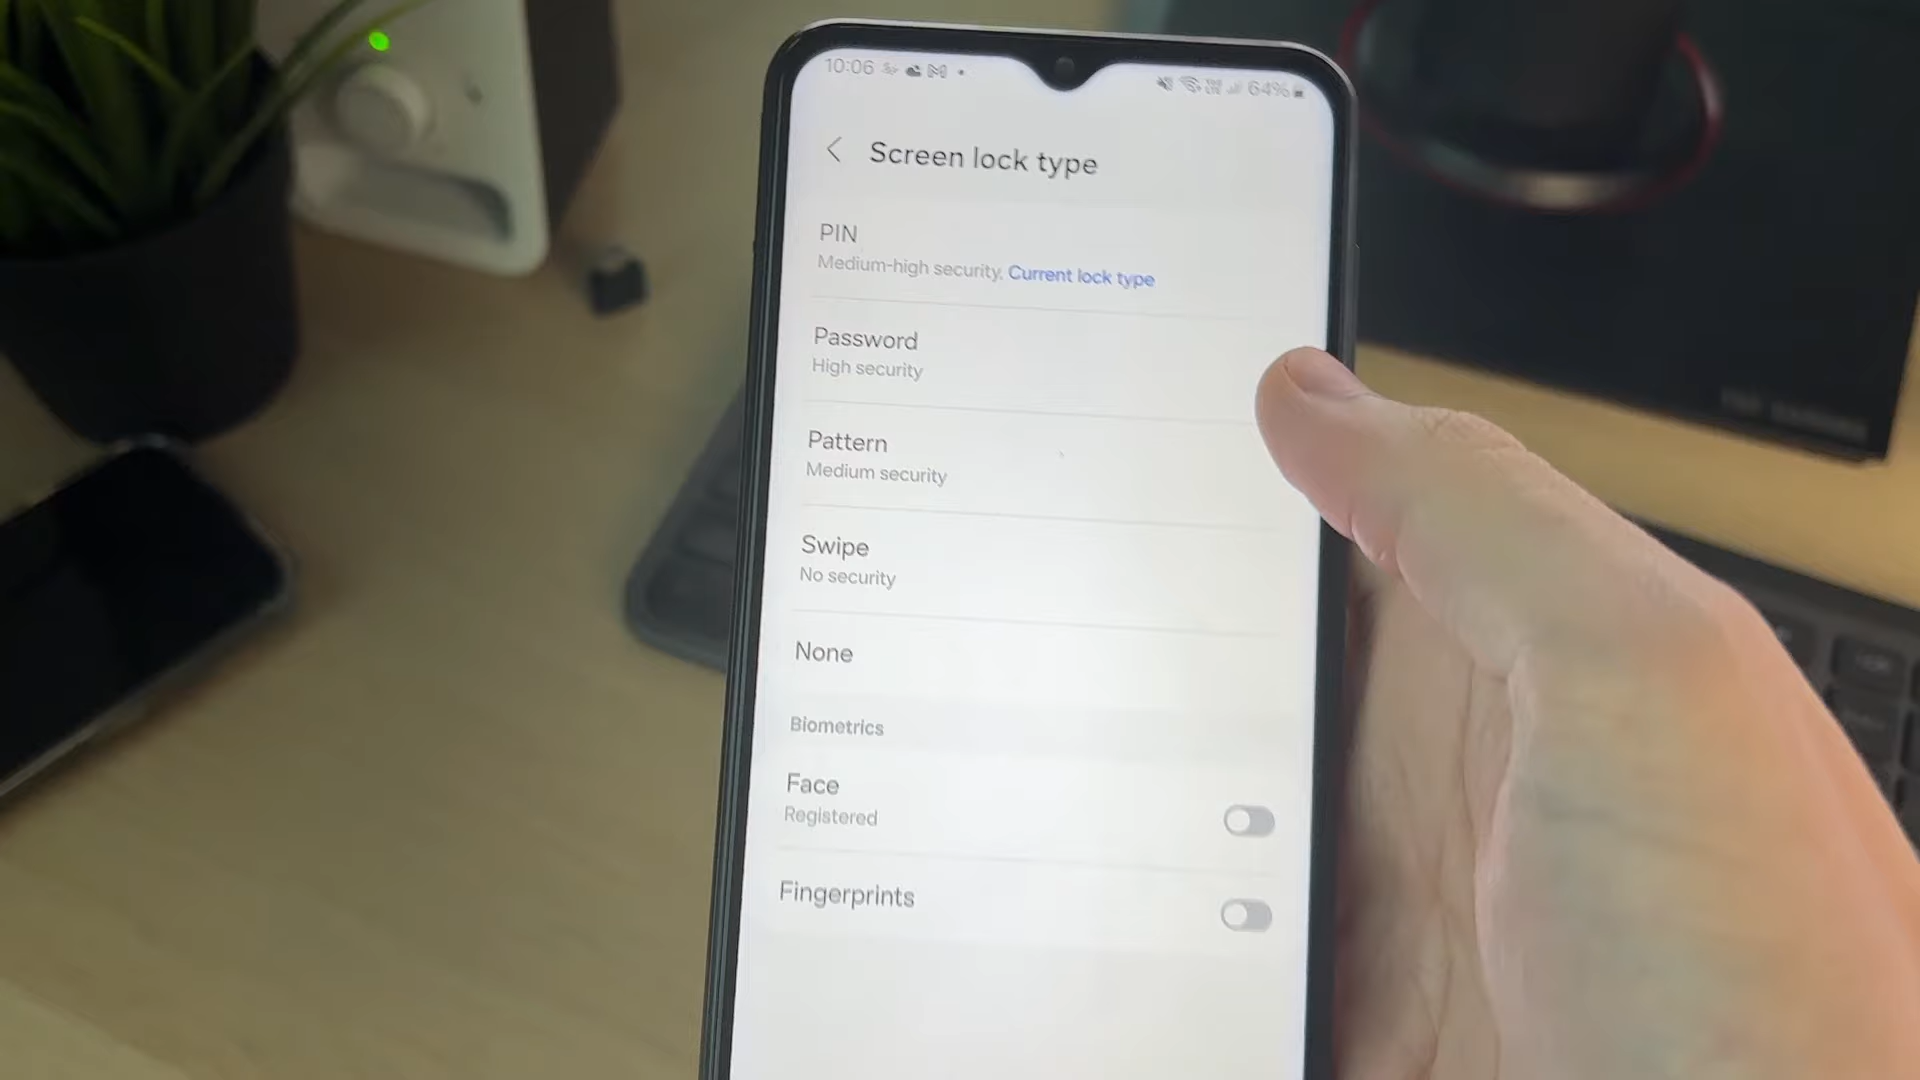 10:06
64%
Screen lock type
PIN
Medium-high security. Current lock type
Password
High security
Pattern
Medium security
Swipe
No security
None
Biometrics
Face
Registered
Fingerprints